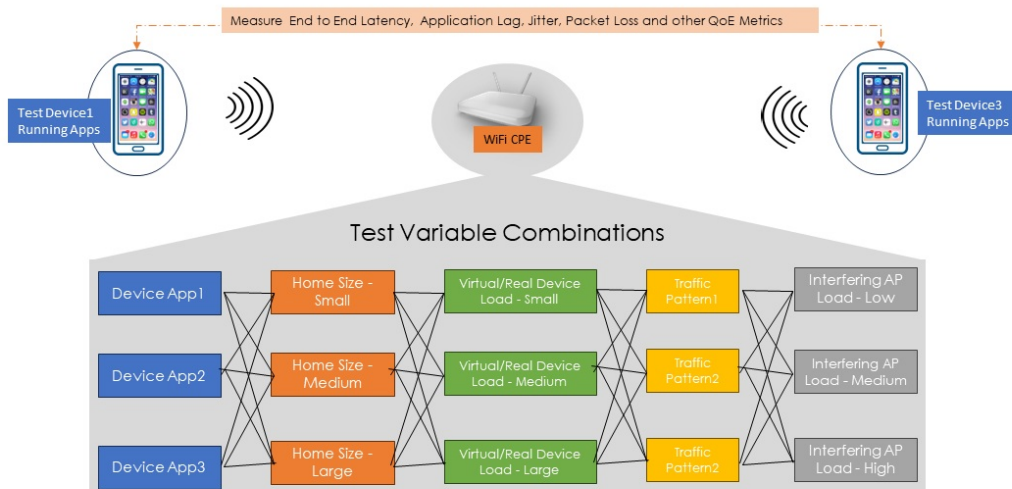 Measure End to End Latency, Application Lag, Jitter, Packet Loss and other QoE Metrics
Test Device1
Running Apps
WiFi CPE
Test Device3
Running Apps
Test Variable Combinations
Device App1
Home Size -
Small
Virtual/Real Device
Load - Small
Traffic
Pattern1
Interfering AP
Load - Low
Device App2
Home Size -
Medium
Virtual/Real Device
Load - Medium
Traffic
Pattern2
Interfering AP
Load - Medium
Device App3
Home Size -
Large
Virtual/Real Device
Load - Large
Traffic
Pattern2
Interfering AP
Load - High